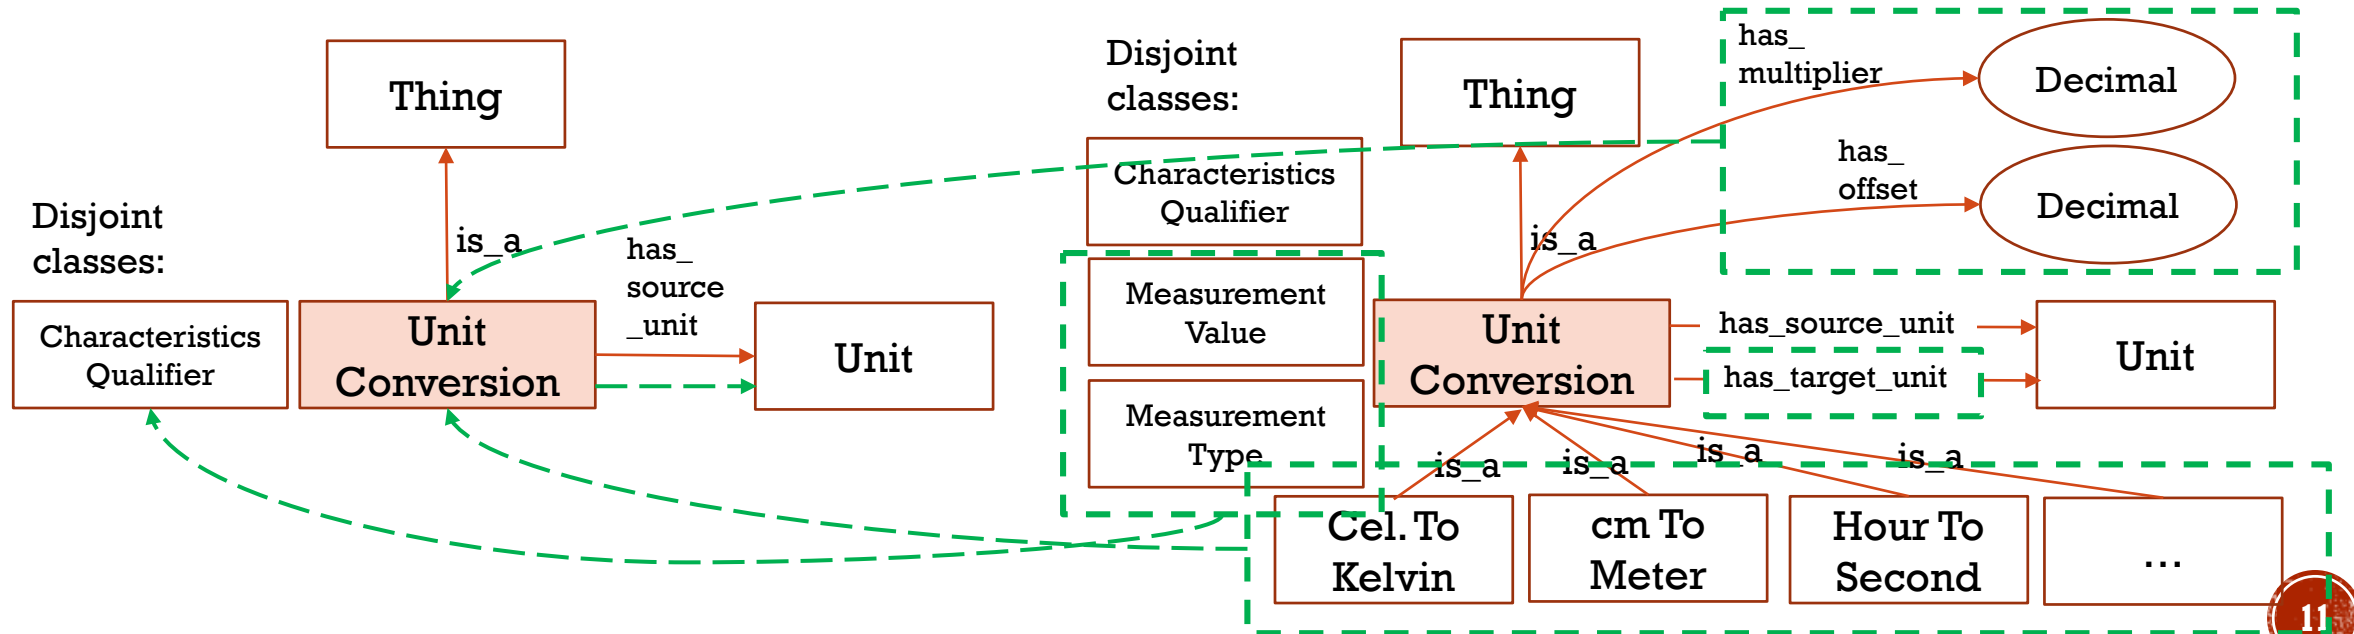 Thing
Disjoint
classes:
is_a
has_
source
_unit
Characteristics
Qualifier
Unit
Conversion
Unit
Disjoint
classes:
Thing
has_
multiplier
Decimal
has_
offset
Decimal
Characteristics
Qualifier
is_a
Measurement
Value
Measurement
Type
Unit
Conversion
has_source_unit
has_target_unit
Unit
is_a
is_a
is_a
is_a
Cel. To
Kelvin
cm To
Meter
Hour To
Second
...
11